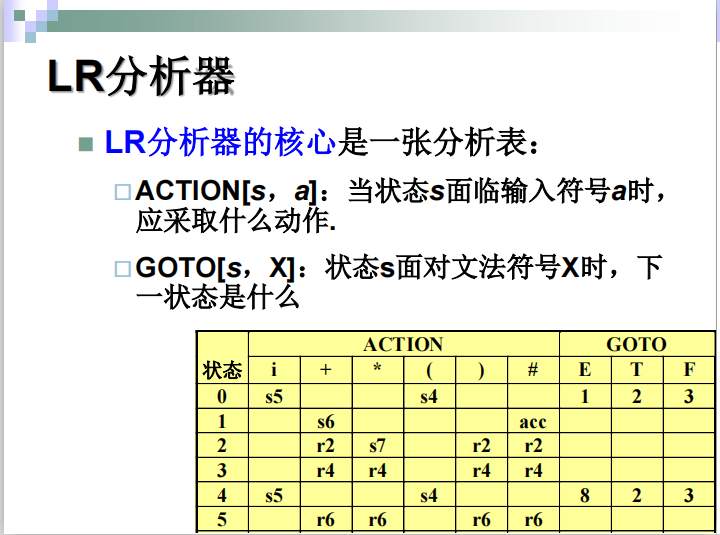 LR分析器
LR分析器的核心是一张分析表：
ACTION[s，a]：当状态s面临输入符号a时，
应采取什么动作.
GOTO[s，X]：状态s面对文法符号X时，下
一状态是什么
ACTION GOTO
状态 i + * ( ) # E T F
0 s5 s4 1 2 3
1 s6 acc
2 r2 s7 r2 r2
3 r4 r4 r4 r4
4 s5 s4 8 2 3
5 r6 r6 r6 r6